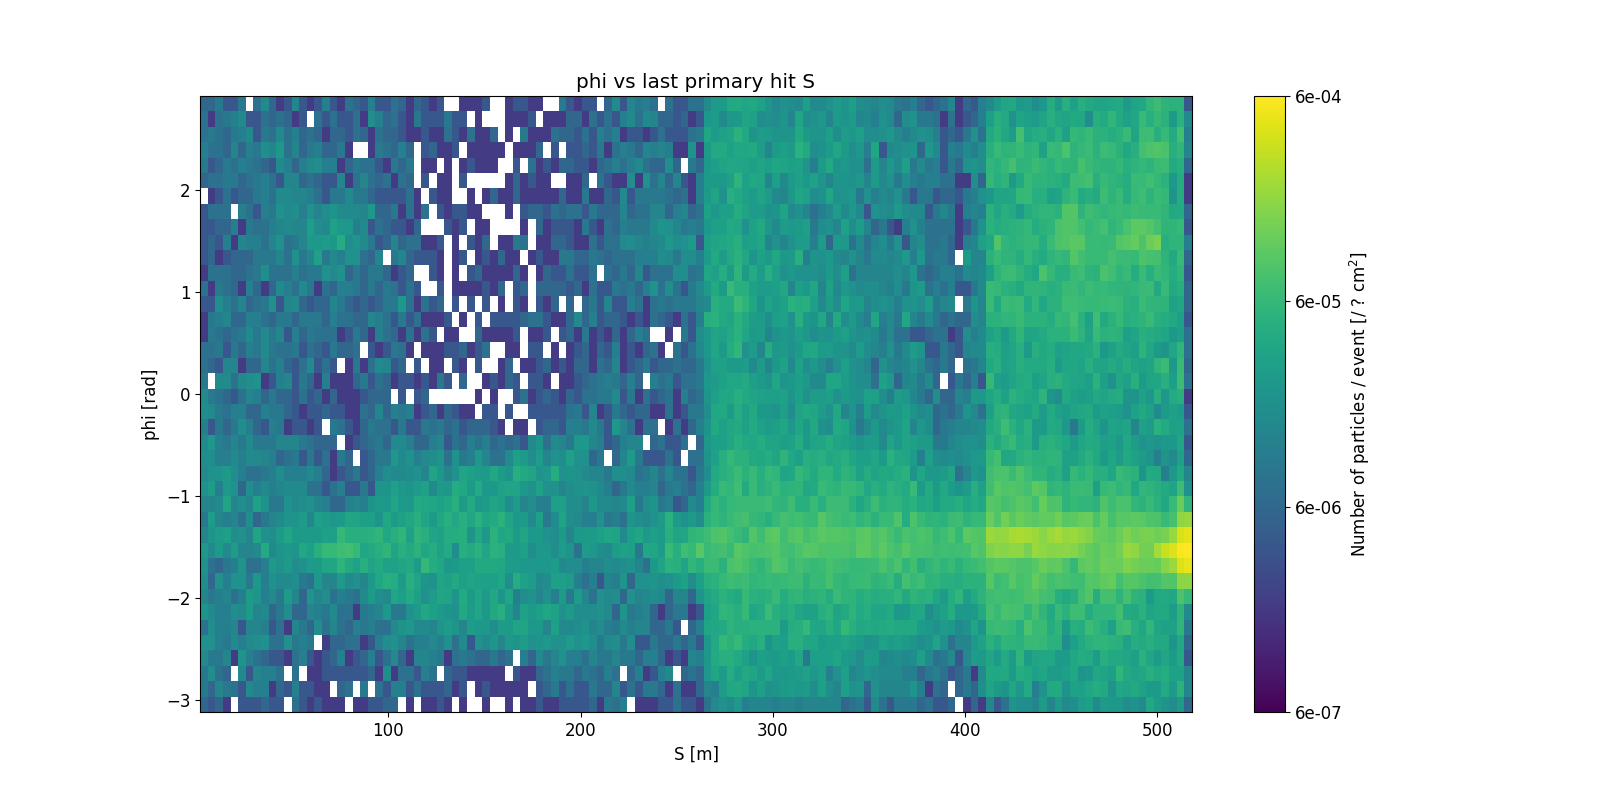 phi vs last primary hit S
phi [rad]
2
1
0
−1
−2
−3
100
200
300
400
500
S [m]
6e-04
6e-05
6e-06
6e-07
Number of particles / event [/ ? cm²]